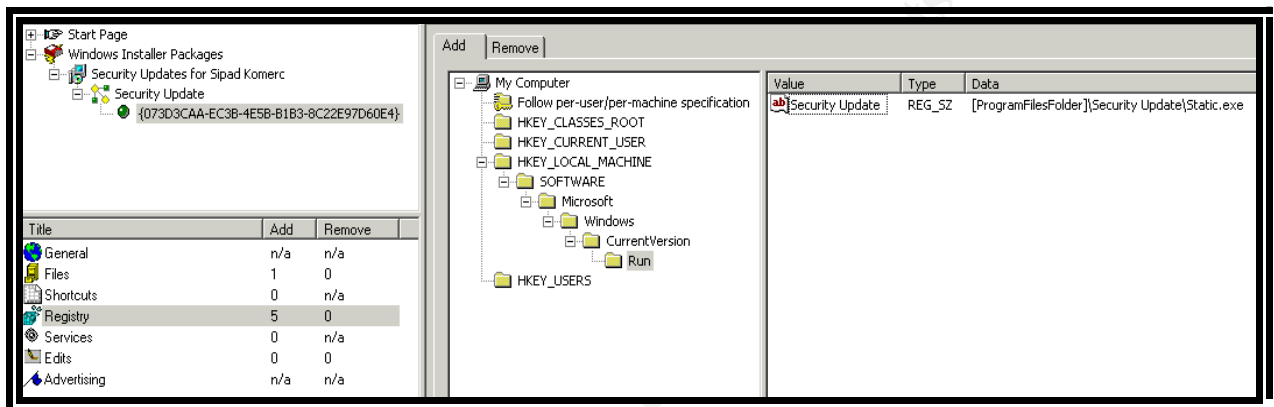 Start Page
Windows Installer Packages
Security Updates for Sipad Komerc
Security Update
{073D3CAA-EC3B-4E5B-B1B3-8C22E97D60E4}
Title Add Remove
General n/a n/a
Files 1 0
Shortcuts 0 n/a
Registry 5 0
Services 0 n/a
Edits 0 0
Advertising n/a n/a
Add Remove
My Computer
Follow per-user/per-machine specification
HKEY_CLASSES_ROOT
HKEY_CURRENT_USER
HKEY_LOCAL_MACHINE
SOFTWARE
Microsoft
Windows
CurrentVersion
Run
HKEY_USERS
Value Type Data
ab Security Update REG_SZ [ProgramFilesFolder]\Security Update\Static.exe